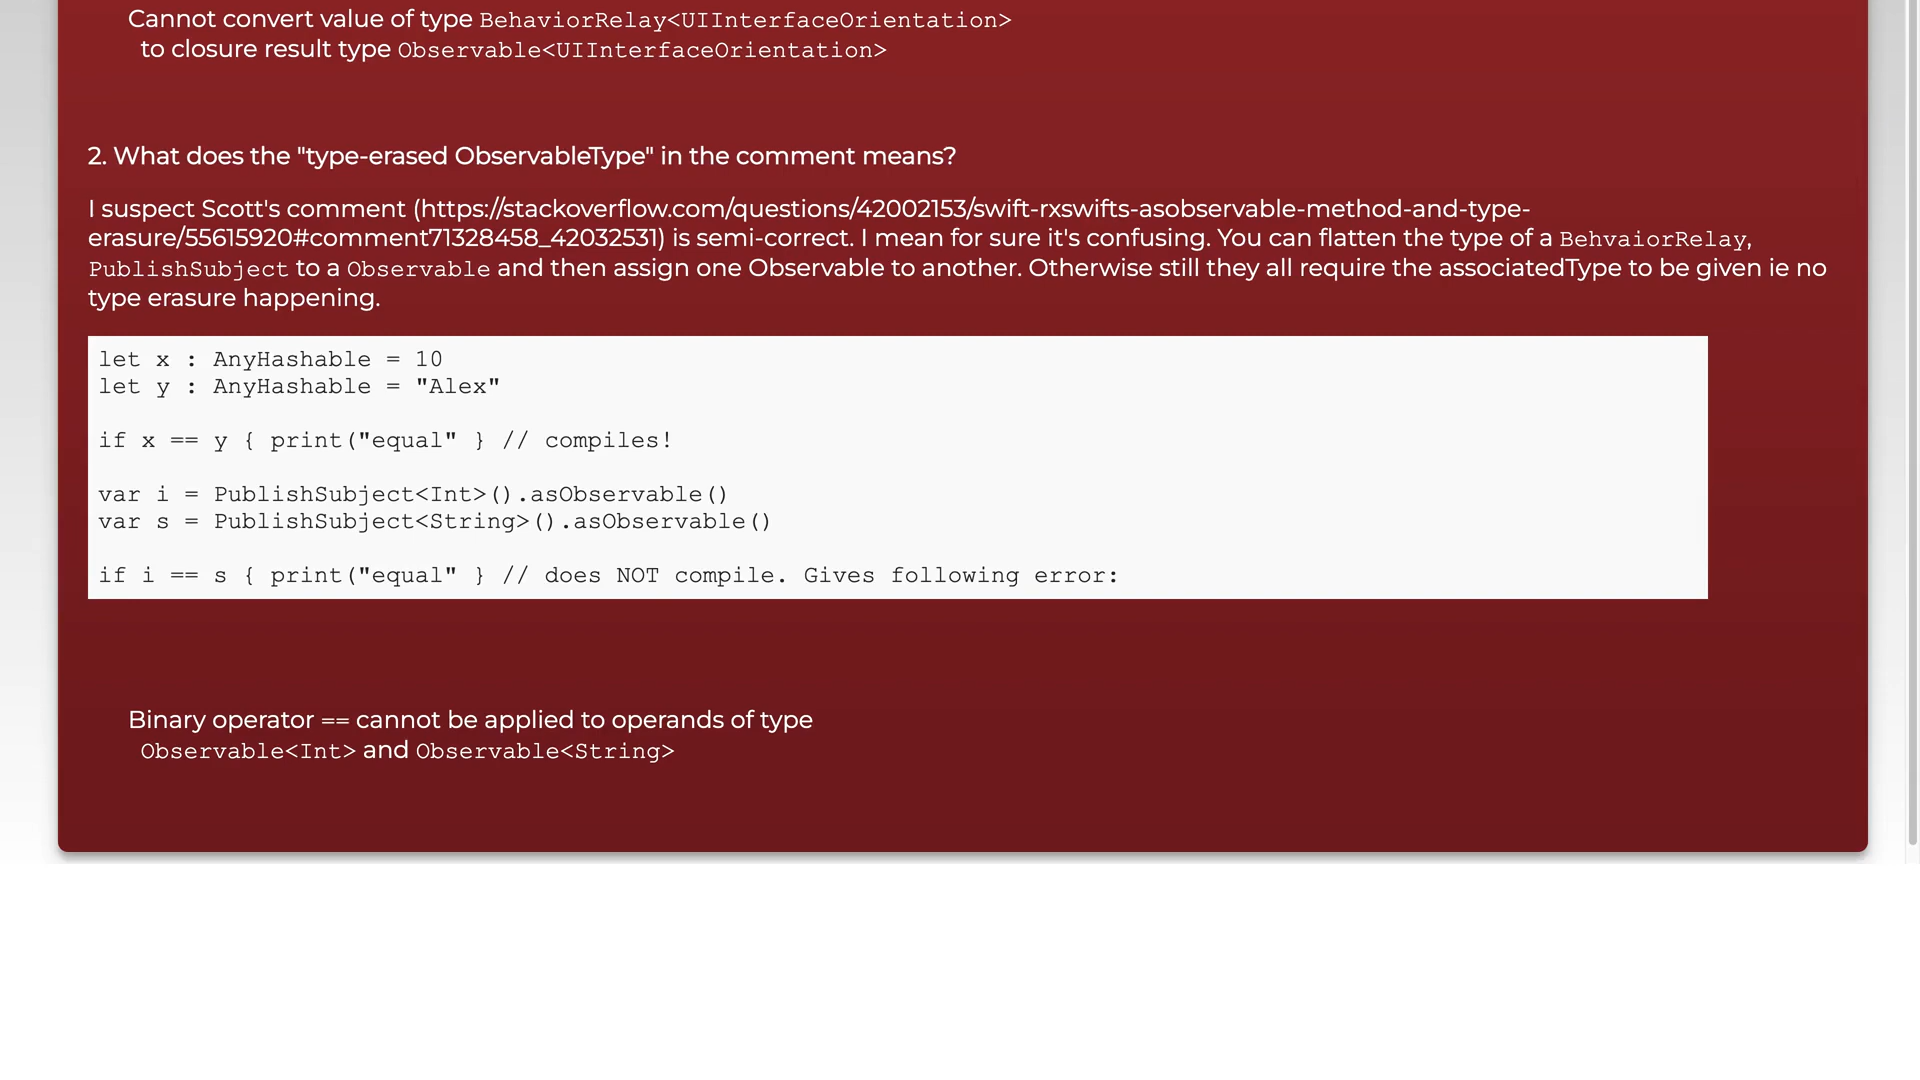 Cannot convert value of type BehaviorRelay<UIInterfaceOrientation>
to closure result type Observable<UIInterfaceOrientation>
2. What does the "type-erased ObservableType" in the comment means?
I suspect Scott's comment (https://stackoverflow.com/questions/42002153/swift-rxswifts-asobservable-method-and-type-
erasure/55615920#comment71328458_42032531) is semi-correct. I mean for sure it's confusing. You can flatten the type of a BehvaiorRelay,
PublishSubject to a Observable and then assign one Observable to another. Otherwise still they all require the associatedType to be given ie no
type erasure happening.
let x : AnyHashable = 10
let y : AnyHashable = "Alex"
if x == y { print("equal" } // compiles!
var i = PublishSubject<Int>().asObservable()
var s = PublishSubject<String>().asObservable()
if i == s { print("equal" } // does NOT compile. Gives following error:
Binary operator == cannot be applied to operands of type
Observable<Int> and Observable<String>